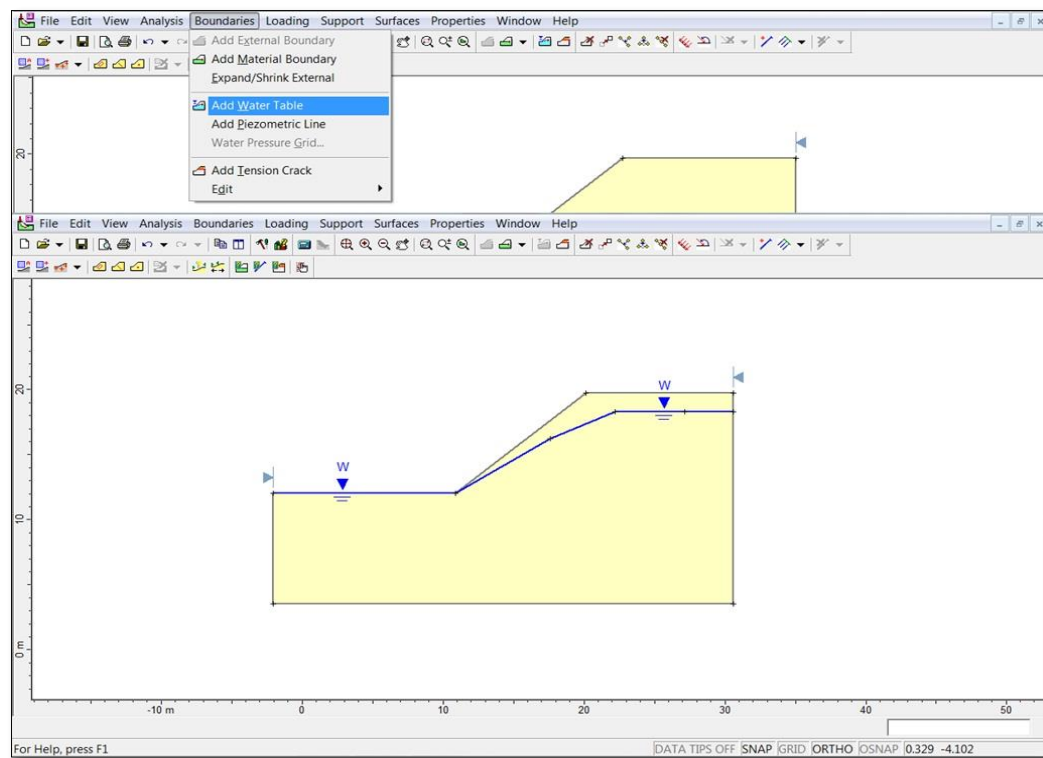 File Edit View Analysis Boundaries Loading Support Surfaces Properties Window Help
Add External Boundary
Add Material Boundary
Expand/Shrink External
Add Water Table
Add Piezometric Line
Water Pressure Grid...
Add Tension Crack
Edit
20
File Edit View Analysis Boundaries Loading Support Surfaces Properties Window Help
W
20
W
10
0 m
-10 m 0 10 20 30 40 50
For Help, press F1 DATA TIPS OFF SNAP GRID ORTHO OSNAP 0.329 -4.102